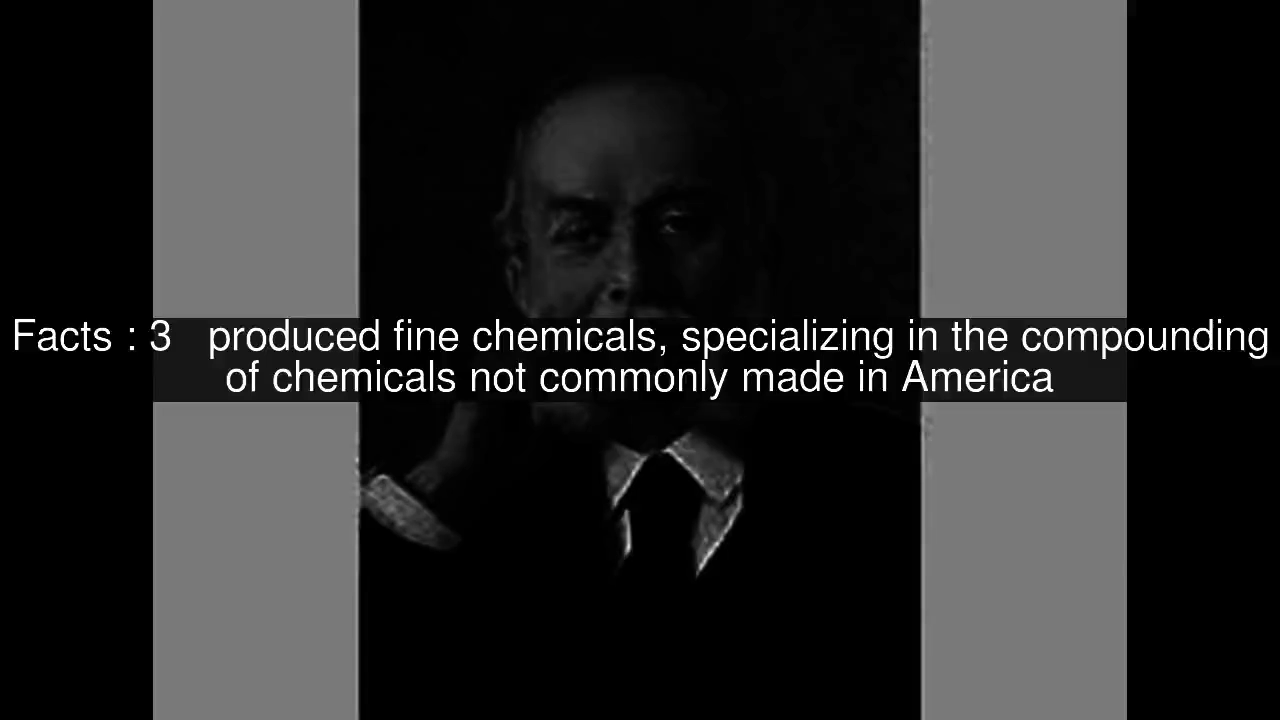 Facts : 3   produced fine chemicals, specializing in the compounding
of chemicals not commonly made in America